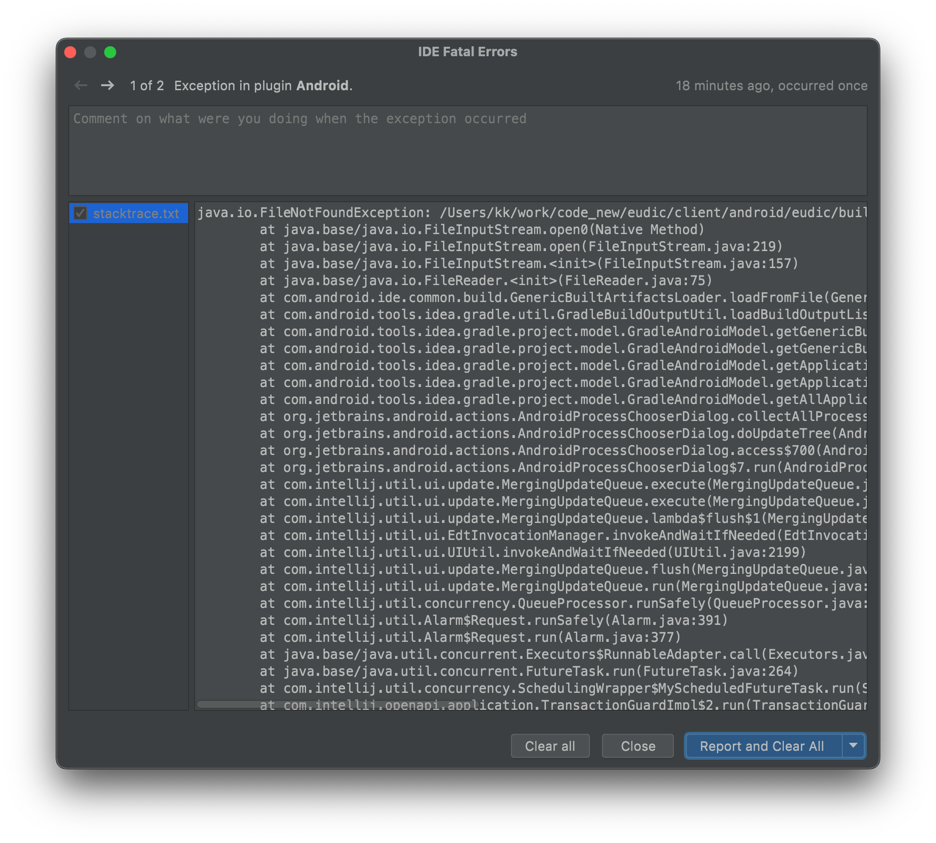 IDE Fatal Errors
1 of 2 Exception in plugin Android. 18 minutes ago, occurred once
Comment on what were you doing when the exception occurred
stacktrace.txt
java.io.FileNotFoundException: /Users/kk/work/code_new/eudic/client/android/eudic/buil
at java.base/java.io.FileInputStream.open0(Native Method)
at java.base/java.io.FileInputStream.open(FileInputStream.java:219)
at java.base/java.io.FileInputStream.<init>(FileInputStream.java:157)
at java.base/java.io.FileReader.<init>(FileReader.java:75)
at com.android.ide.common.build.GenericBuiltArtifactsLoader.loadFromFile(Gener
at com.android.tools.idea.gradle.util.GradleBuildOutputUtil.loadBuildOutputLis
at com.android.tools.idea.gradle.project.model.GradleAndroidModel.getGenericBu
at com.android.tools.idea.gradle.project.model.GradleAndroidModel.getGenericBu
at com.android.tools.idea.gradle.project.model.GradleAndroidModel.getApplicati
at com.android.tools.idea.gradle.project.model.GradleAndroidModel.getApplicati
at com.android.tools.idea.gradle.project.model.GradleAndroidModel.getAllApplic
at org.jetbrains.android.actions.AndroidProcessChooserDialog.collectAllProcess
at org.jetbrains.android.actions.AndroidProcessChooserDialog.doUpdateTree(Andr
at org.jetbrains.android.actions.AndroidProcessChooserDialog.access$700(Androi
at org.jetbrains.android.actions.AndroidProcessChooserDialog$7.run(AndroidProc
at com.intellij.util.ui.update.MergingUpdateQueue.execute(MergingUpdateQueue.j
at com.intellij.util.ui.update.MergingUpdateQueue.execute(MergingUpdateQueue.j
at com.intellij.util.ui.update.MergingUpdateQueue.lambda$flush$1(MergingUpdate
at com.intellij.util.ui.EdtInvocationManager.invokeAndWaitIfNeeded(EdtInvocati
at com.intellij.util.ui.UIUtil.invokeAndWaitIfNeeded(UIUtil.java:2199)
at com.intellij.util.ui.update.MergingUpdateQueue.flush(MergingUpdateQueue.jav
at com.intellij.util.ui.update.MergingUpdateQueue.run(MergingUpdateQueue.java:
at com.intellij.util.concurrency.QueueProcessor.runSafely(QueueProcessor.java:
at com.intellij.util.Alarm$Request.runSafely(Alarm.java:391)
at com.intellij.util.Alarm$Request.run(Alarm.java:377)
at java.base/java.util.concurrent.Executors$RunnableAdapter.call(Executors.jav
at java.base/java.util.concurrent.FutureTask.run(FutureTask.java:264)
at com.intellij.util.concurrency.SchedulingWrapper$MyScheduledFutureTask.run(S
at com.intellij.openapi.application.TransactionGuardImpl$2.run(TransactionGuar
Clear all Close Report and Clear All